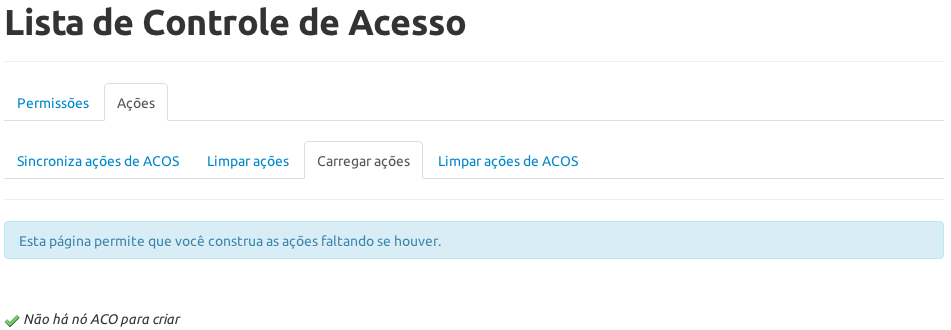 Lista de Controle de Acesso
Permissões Ações
Sincroniza ações de ACOS Limpar ações Carregar ações Limpar ações de ACOS
Esta página permite que você construa as ações faltando se houver.
Não há nó ACO para criar